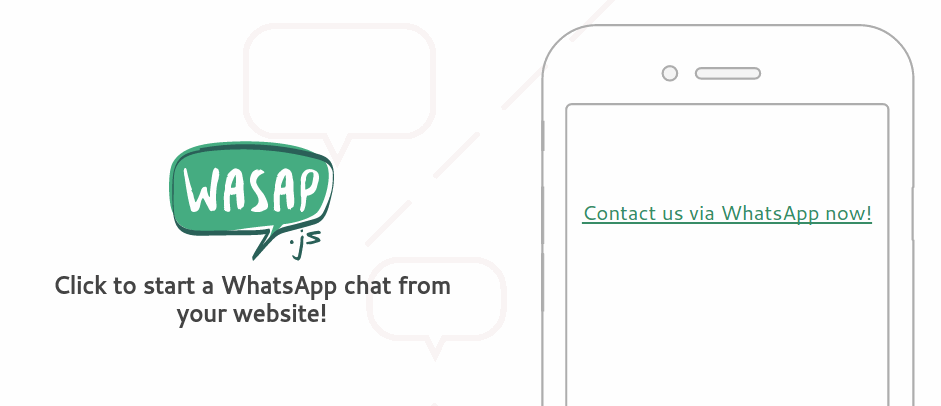 WASAP
.js
Click to start a WhatsApp chat from
your website!
Contact us via WhatsApp now!